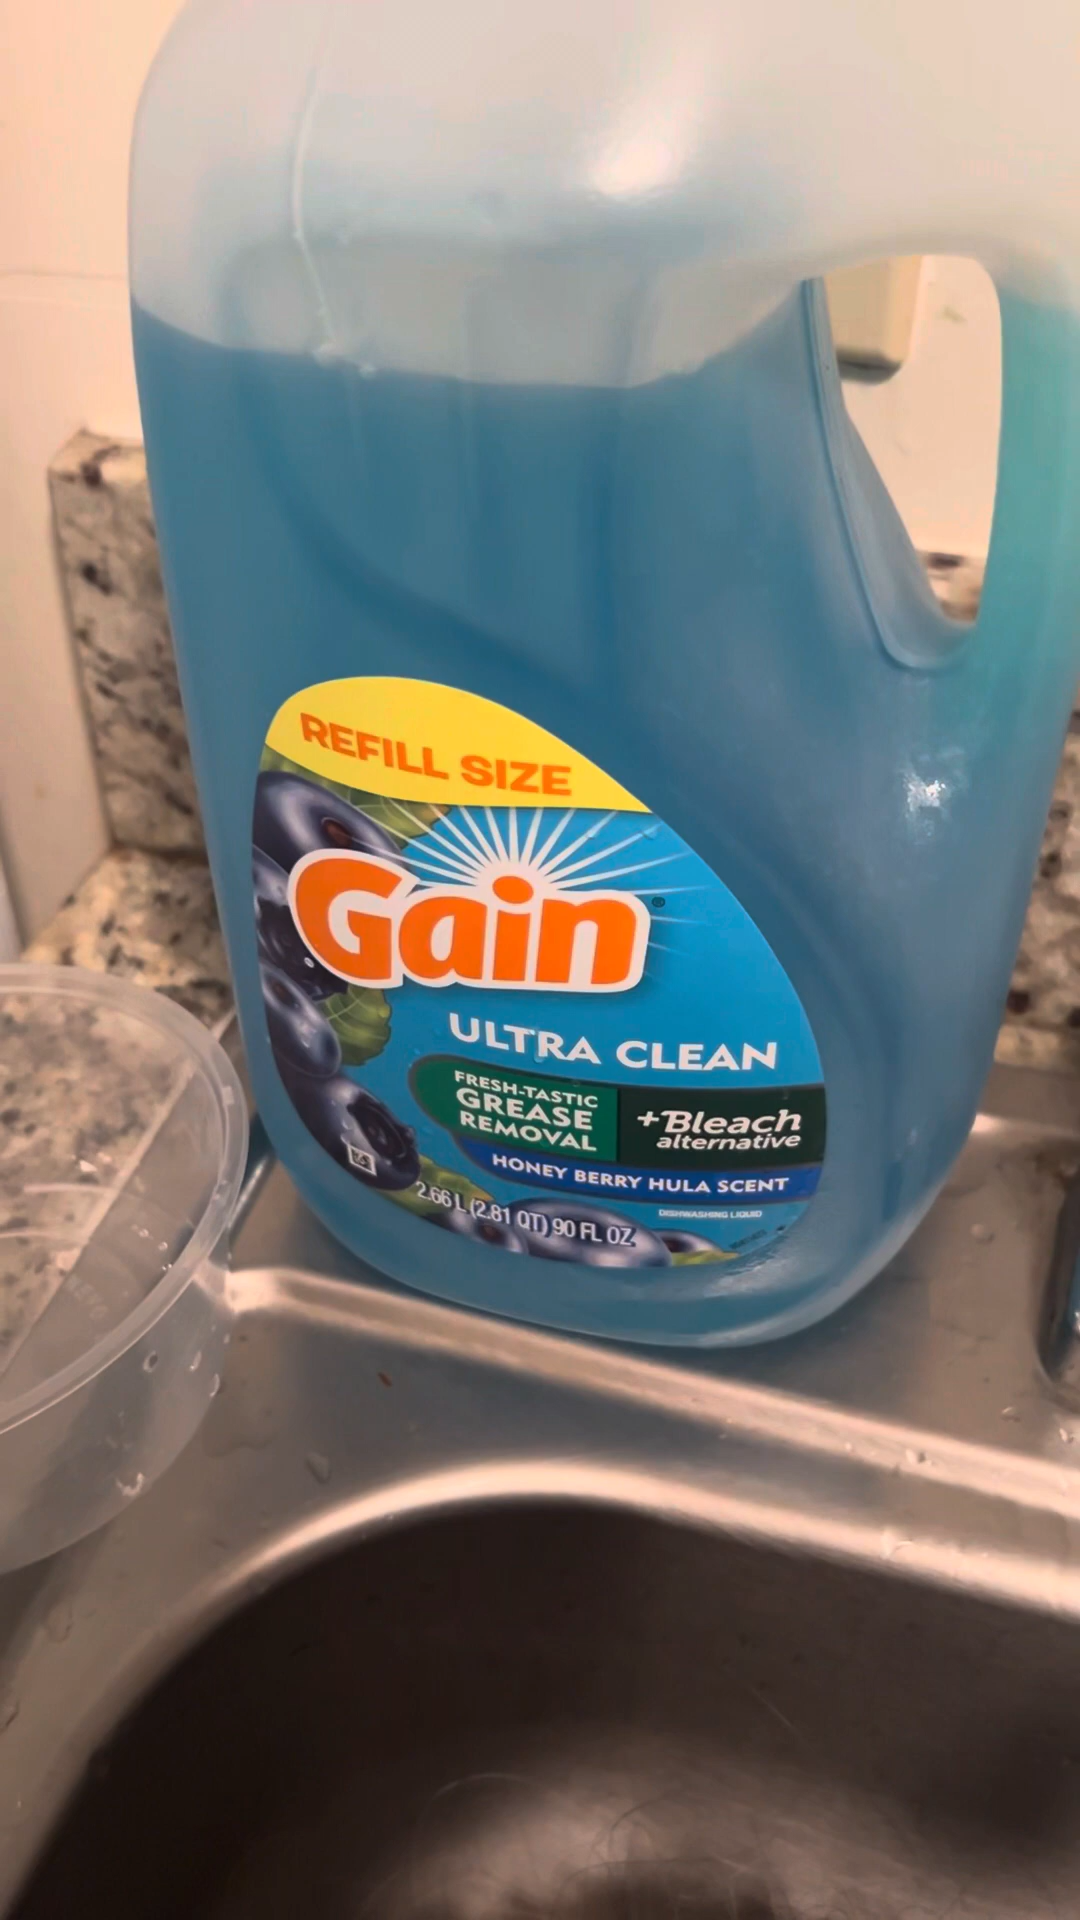 REFILL SIZE
Gain®
ULTRA CLEAN
FRESH-TASTIC
GREASE
REMOVAL
+Bleach
alternative
HONEY BERRY HULA SCENT
2.66 L (2.81 QT) 90 FL OZ
DISHWASHING LIQUID